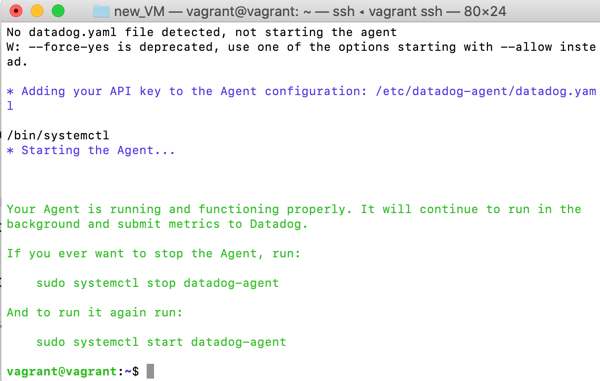 new_VM — vagrant@vagrant: ~ — ssh ◂ vagrant ssh — 80×24
No datadog.yaml file detected, not starting the agent
W: --force-yes is deprecated, use one of the options starting with --allow inste
ad.
* Adding your API key to the Agent configuration: /etc/datadog-agent/datadog.yam
l
/bin/systemctl
* Starting the Agent...
Your Agent is running and functioning properly. It will continue to run in the
background and submit metrics to Datadog.
If you ever want to stop the Agent, run:
sudo systemctl stop datadog-agent
And to run it again run:
sudo systemctl start datadog-agent
vagrant@vagrant:~$